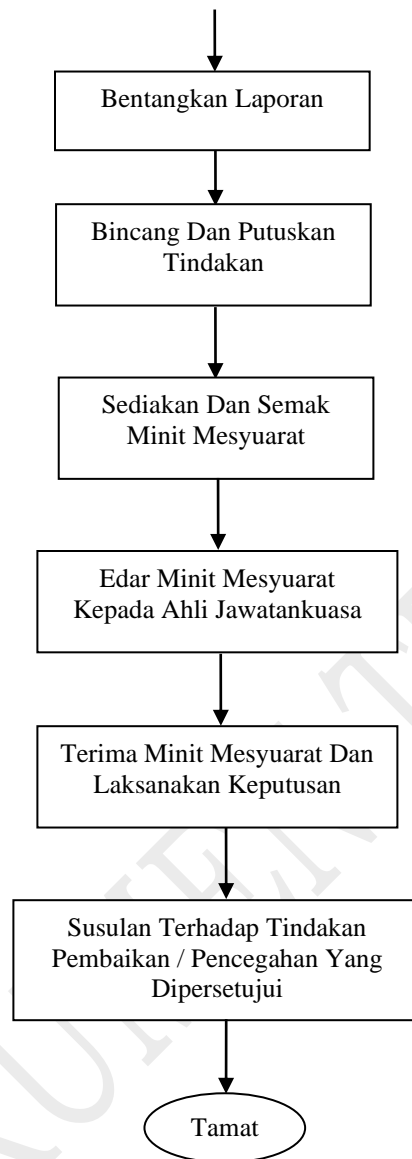 Bentangkan Laporan
Bincang Dan Putuskan
Tindakan
Sediakan Dan Semak
Minit Mesyuarat
Edar Minit Mesyuarat
Kepada Ahli Jawatankuasa
Terima Minit Mesyuarat Dan
Laksanakan Keputusan
Susulan Terhadap Tindakan
Pembaikan / Pencegahan Yang
Dipersetujui
Tamat